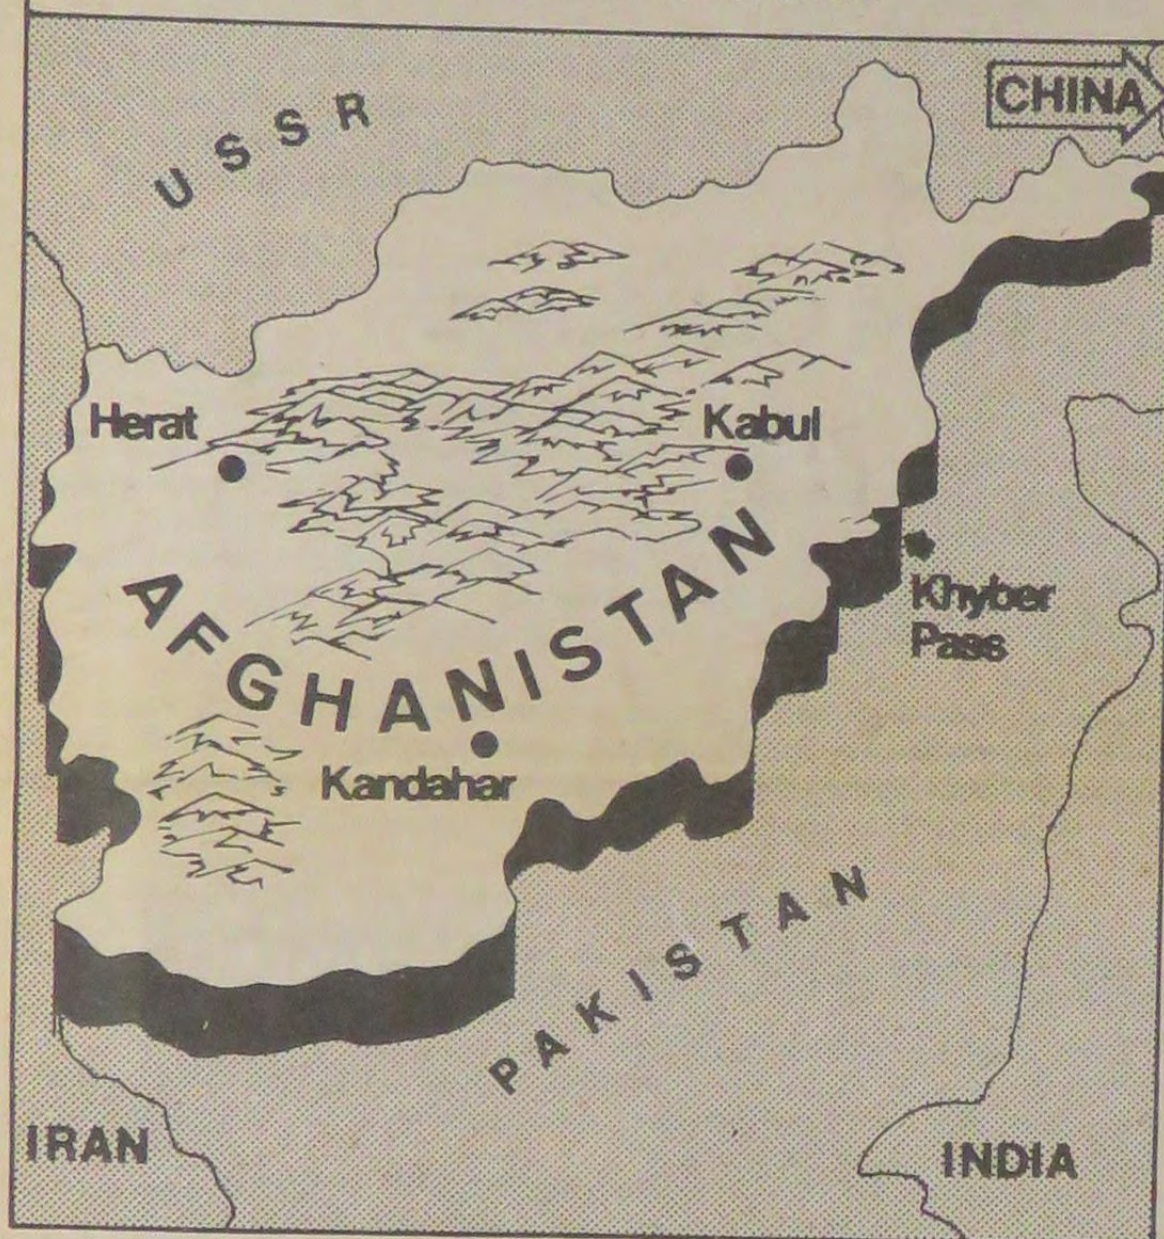 CHINA
USSR
Herat
Kabul
AFGHANISTAN
Khyber
Pass
Kandahar
PAKISTAN
IRAN
INDIA